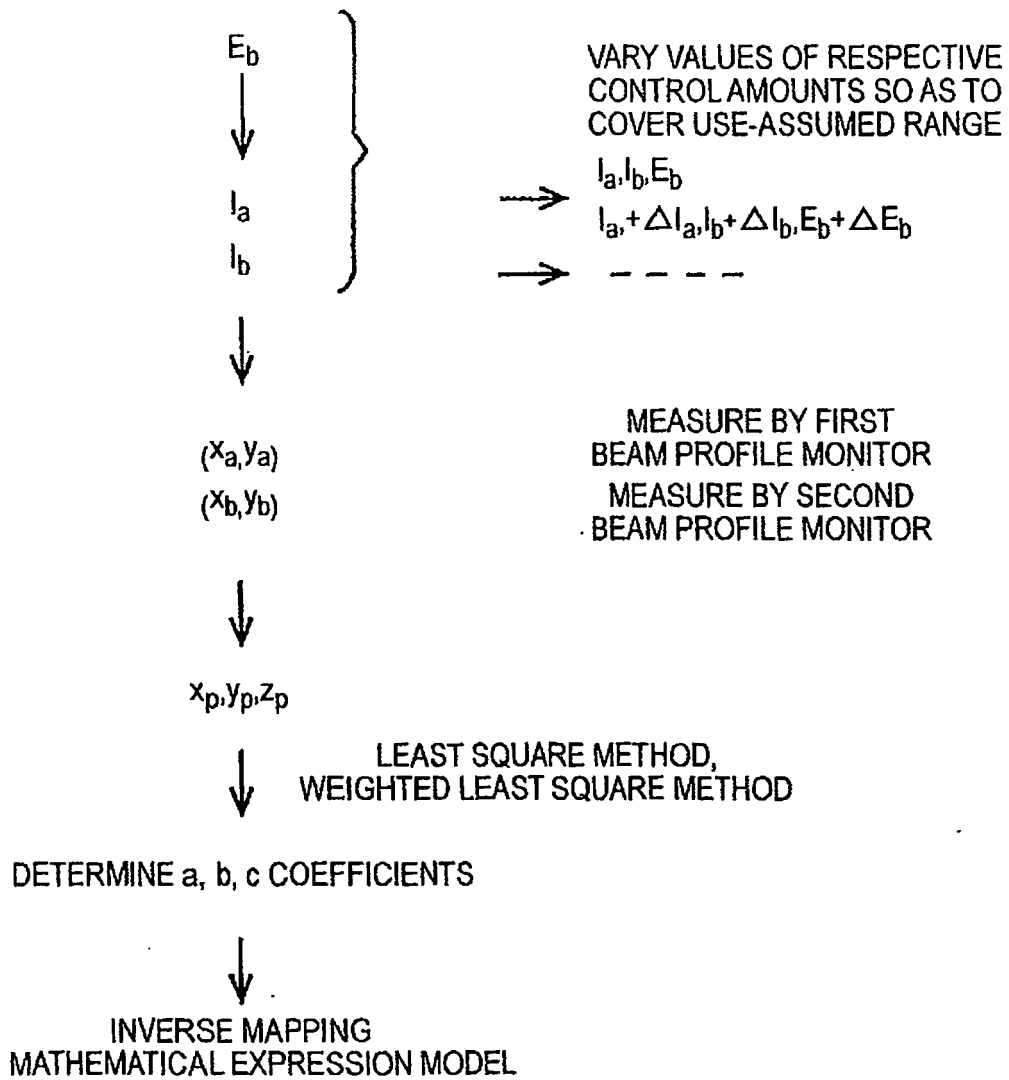 E_b
VARY VALUES OF RESPECTIVE
CONTROL AMOUNTS SO AS TO
COVER USE-ASSUMED RANGE
I_a
I_a,I_b,E_b
I_a,+ΔI_a,I_b+ΔI_b,E_b+ΔE_b
I_b
– – – –
(x_a,y_a)
MEASURE BY FIRST
BEAM PROFILE MONITOR
(x_b,y_b)
MEASURE BY SECOND
BEAM PROFILE MONITOR
x_p,y_p,z_p
LEAST SQUARE METHOD,
WEIGHTED LEAST SQUARE METHOD
DETERMINE a, b, c COEFFICIENTS
INVERSE MAPPING
MATHEMATICAL EXPRESSION MODEL